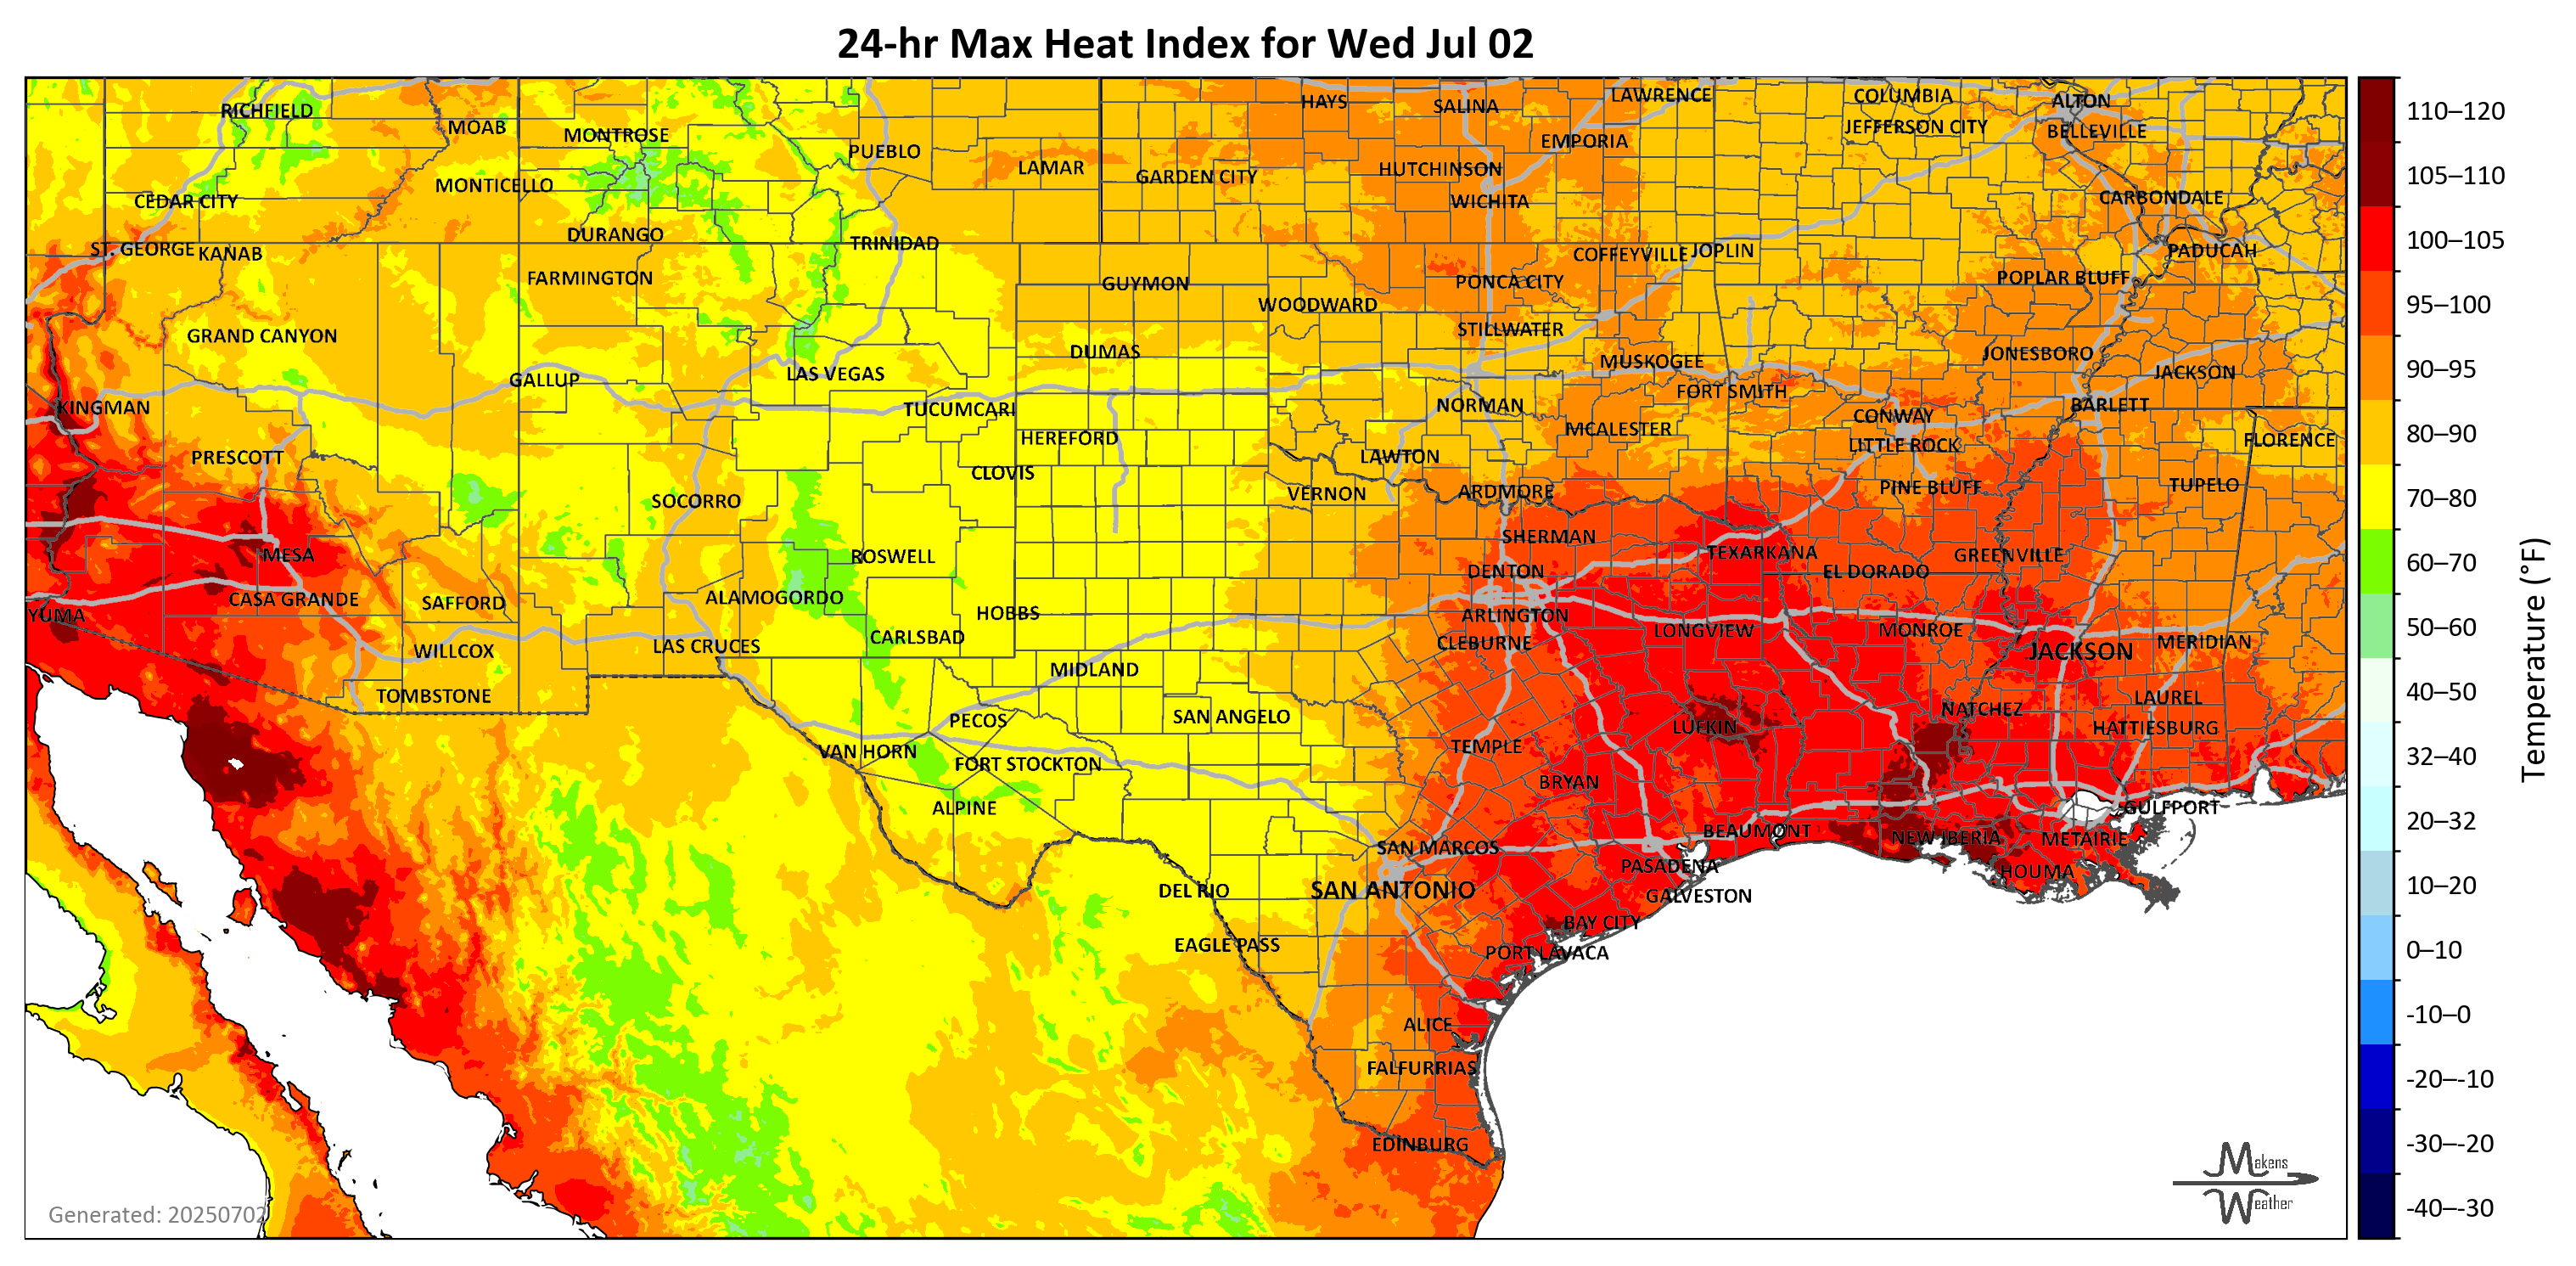 24-hr Max Heat Index for Wed Jul 02
RICHFIELD
MOAB
MONTROSE
PUEBLO
LAMAR
HAYS
SALINA
LAWRENCE
COLUMBIA
ALTON
JEFFERSON CITY
BELLEVILLE
EMPORIA
HUTCHINSON
GARDEN CITY
WICHITA
MONTICELLO
CEDAR CITY
CARBONDALE
DURANGO
TRINIDAD
ST. GEORGE
KANAB
COFFEYVILLE
JOPLIN
PADUCAH
FARMINGTON
GUYMON
PONCA CITY
POPLAR BLUFF
WOODWARD
STILLWATER
GRAND CANYON
DUMAS
MUSKOGEE
JONESBORO
GALLUP
LAS VEGAS
FORT SMITH
JACKSON
KINGMAN
TUCUMCARI
NORMAN
CONWAY
BARLETT
HEREFORD
MCALESTER
LITTLE ROCK
FLORENCE
PRESCOTT
CLOVIS
LAWTON
SOCORRO
VERNON
ARDMORE
PINE BLUFF
TUPELO
MESA
ROSWELL
SHERMAN
TEXARKANA
GREENVILLE
DENTON
EL DORADO
CASA GRANDE
SAFFORD
ALAMOGORDO
HOBBS
ARLINGTON
YUMA
CARLSBAD
CLEBURNE
LONGVIEW
MONROE
WILLCOX
LAS CRUCES
JACKSON
MERIDIAN
MIDLAND
TOMBSTONE
PECOS
SAN ANGELO
LUFKIN
NATCHEZ
LAUREL
HATTIESBURG
VAN HORN
FORT STOCKTON
TEMPLE
BRYAN
ALPINE
GULFPORT
SAN MARCOS
BEAUMONT
NEW IBERIA
METAIRIE
PASADENA
HOUMA
DEL RIO
SAN ANTONIO
GALVESTON
BAY CITY
EAGLE PASS
PORT LAVACA
ALICE
FALFURRIAS
EDINBURG
Generated: 20250702
Makens
Weather
110–120
105–110
100–105
95–100
90–95
80–90
70–80
60–70
50–60
40–50
32–40
20–32
10–20
0–10
-10–0
-20–-10
-30–-20
-40–-30
Temperature (°F)